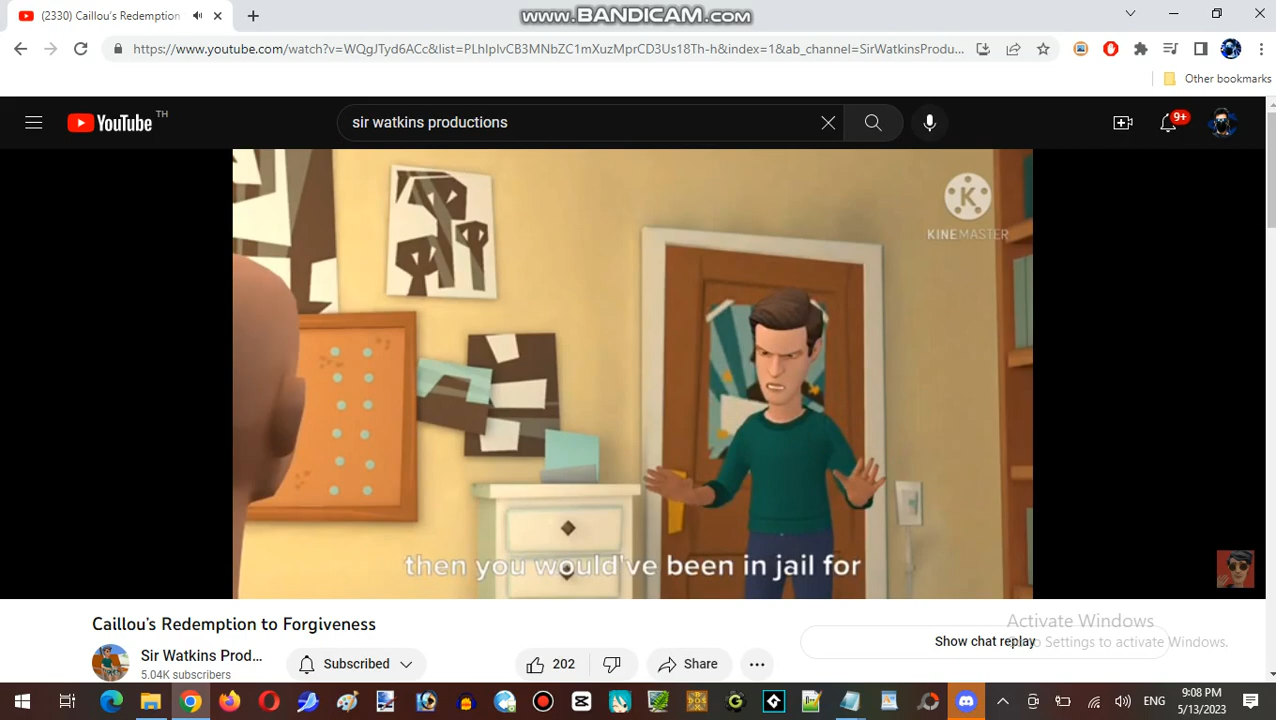 www.BANDICAM.com
(2330) Caillou's Redemption
https://www.youtube.com/watch?v=WQgJTyd6ACc&list=PLhIplvCB5MNbZC1mXuzMprCD3Us18Th-h&index=1&ab_channel=SirWatkinsProdu...
Other bookmarks
YouTube TH
sir watkins productions
9+
K
KINEMASTER
then you would've been in jail for
Caillou's Redemption to Forgiveness
Sir Watkins Prod...
5.04K subscribers
Subscribed
202
Share
Show chat replay
Activate Windows
Go to Settings to activate Windows.
ENG
9:08 PM
5/13/2023